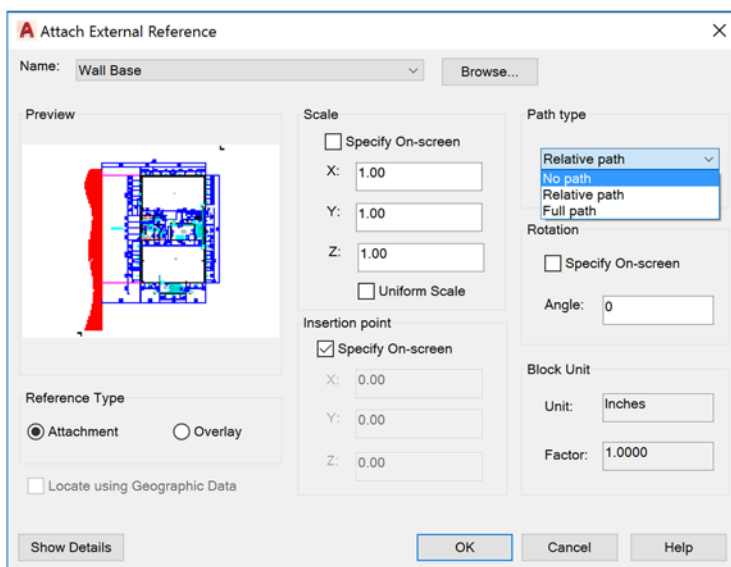 Attach External Reference
Name: Wall Base Browse...
Preview
Scale
Specify On-screen
X: 1.00
Y: 1.00
Z: 1.00
Uniform Scale
Path type
Relative path
No path
Relative path
Full path
Rotation
Specify On-screen
Angle: 0
Insertion point
Specify On-screen
X: 0.00
Y: 0.00
Z: 0.00
Block Unit
Unit: Inches
Factor: 1.0000
Reference Type
Attachment Overlay
Locate using Geographic Data
Show Details OK Cancel Help